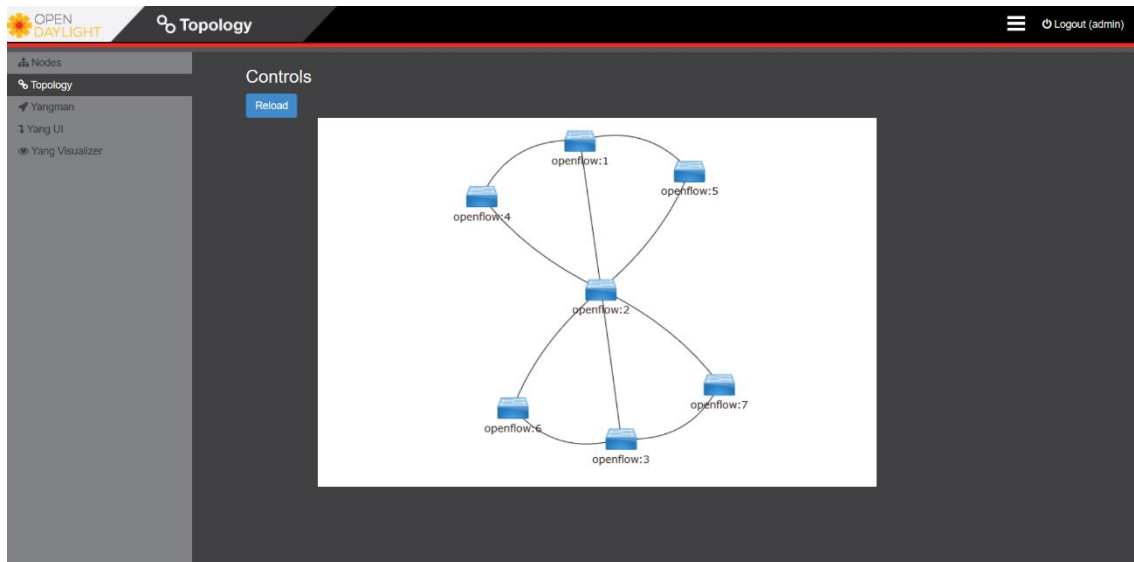 OPEN
DAYLIGHT
Topology
Logout (admin)
Nodes
Topology
Yangman
Yang UI
Yang Visualizer
Controls
Reload
openflow:1
openflow:5
openflow:4
openflow:2
openflow:7
openflow:6
openflow:3